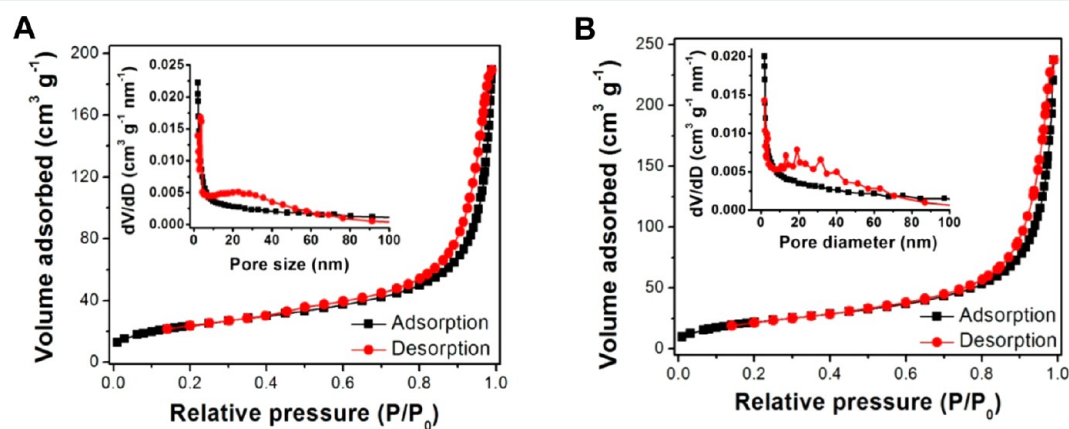 A
Volume adsorbed (cm³ g⁻¹)
200
160
120
80
40
0
0.0 0.2 0.4 0.6 0.8 1.0
Relative pressure (P/P₀)
Adsorption
Desorption
dV/dD (cm³ g⁻¹ nm⁻¹)
0.025
0.020
0.015
0.010
0.005
0.000
0 20 40 60 80 100
Pore size (nm)
B
Volume adsorbed (cm³ g⁻¹)
250
200
150
100
50
0
0.0 0.2 0.4 0.6 0.8 1.0
Relative pressure (P/P₀)
Adsorption
Desorption
dV/dD (cm³ g⁻¹ nm⁻¹)
0.020
0.015
0.010
0.005
0.000
0 20 40 60 80 100
Pore diameter (nm)